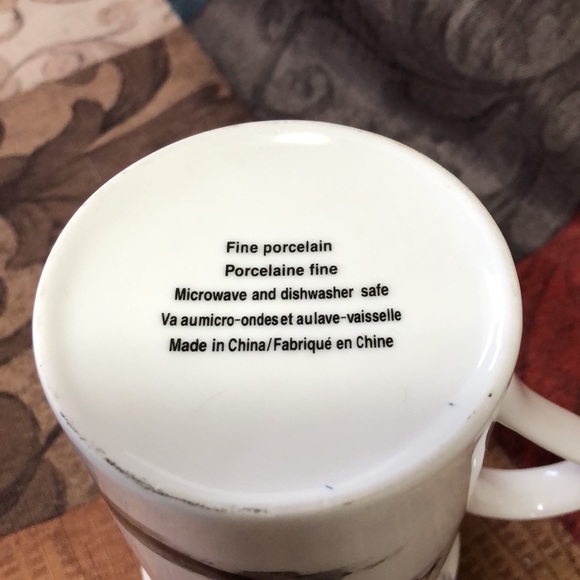 Fine porcelain
Porcelaine fine
Microwave and dishwasher safe
Va aumicro-ondeset aulave-vaisselle
Made in China/Fabriqué en Chine